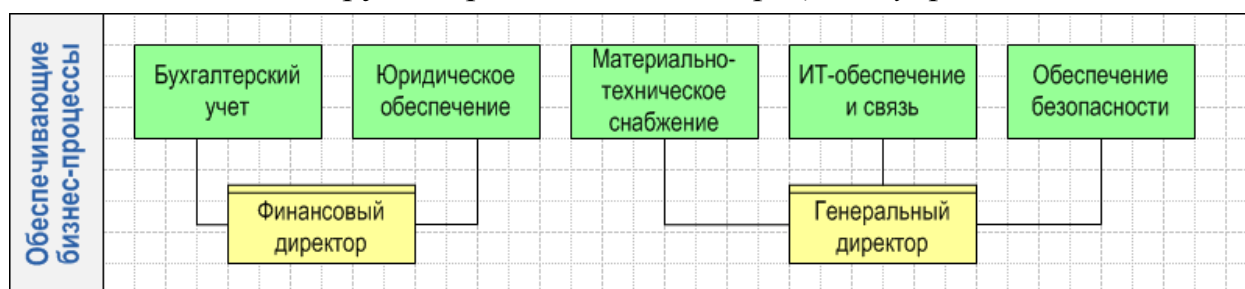 Обеспечивающие
бизнес-процессы
Бухгалтерский
учет
Юридическое
обеспечение
Материально-
техническое
снабжение
ИТ-обеспечение
и связь
Обеспечение
безопасности
Финансовый
директор
Генеральный
директор